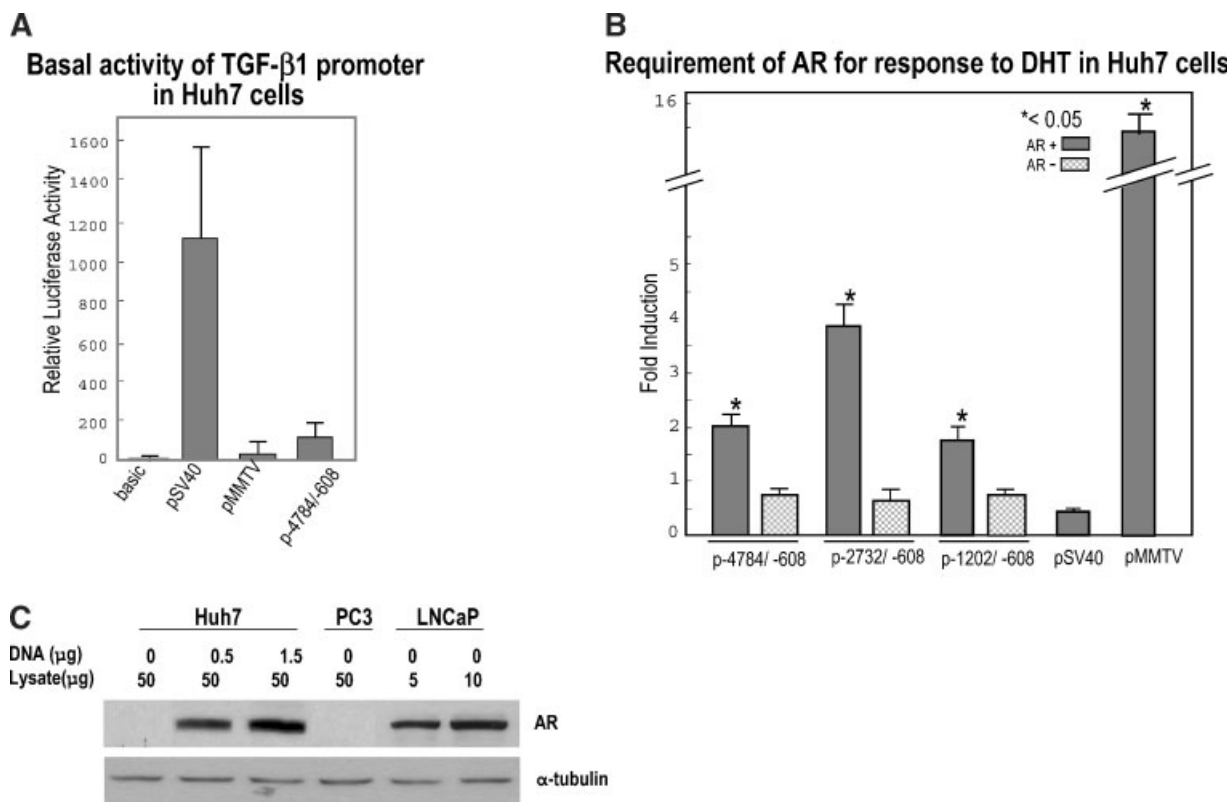 A
Basal activity of TGF-β1 promoter
in Huh7 cells
Relative Luciferase Activity
1600
1400
1200
1000
800
600
400
200
0
basic
pSV40
pMMTV
p-4784/-608
B
Requirement of AR for response to DHT in Huh7 cells
Fold Induction
16
5
4
3
2
1
0
*< 0.05
AR +
AR -
*
*
*
*
p-4784/ -608
p-2732/ -608
p-1202/ -608
pSV40
pMMTV
C
Huh7 PC3 LNCaP
DNA (µg) 0 0.5 1.5 0 0 0
Lysate(µg) 50 50 50 50 5 10
AR
α-tubulin